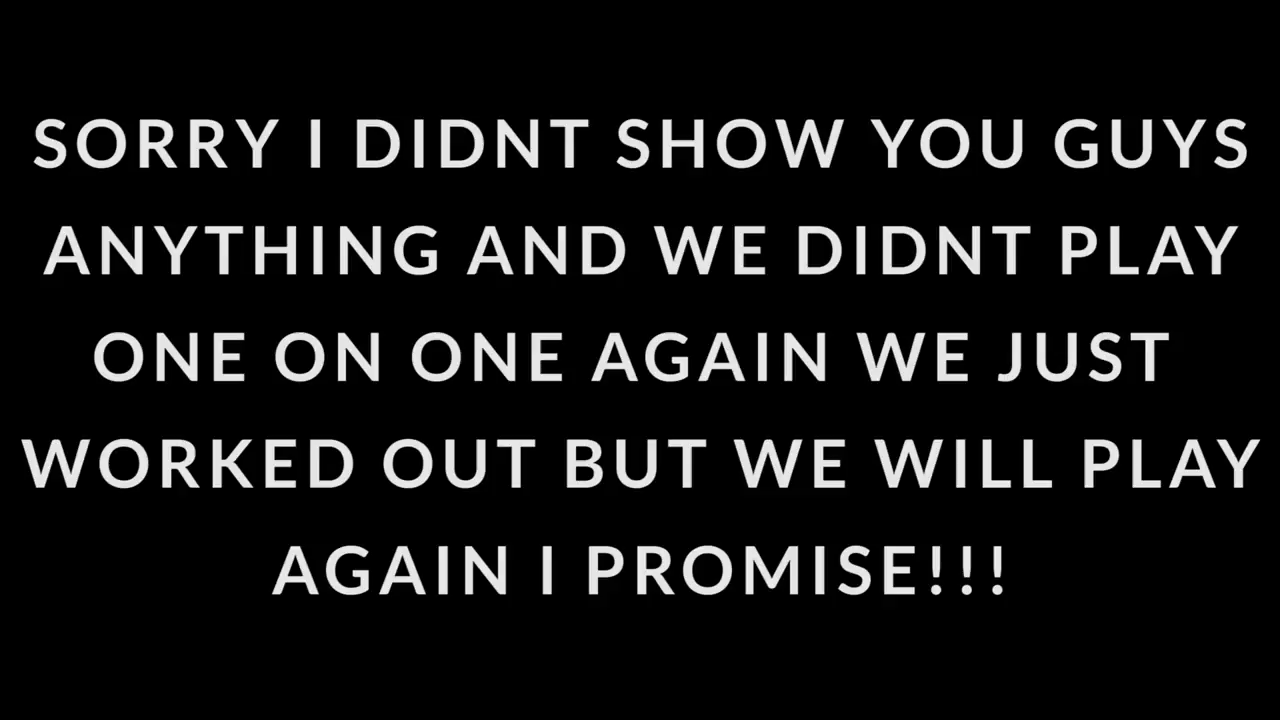 SORRY I DIDNT SHOW YOU GUYS
ANYTHING AND WE DIDNT PLAY
ONE ON ONE AGAIN WE JUST
WORKED OUT BUT WE WILL PLAY
AGAIN I PROMISE!!!